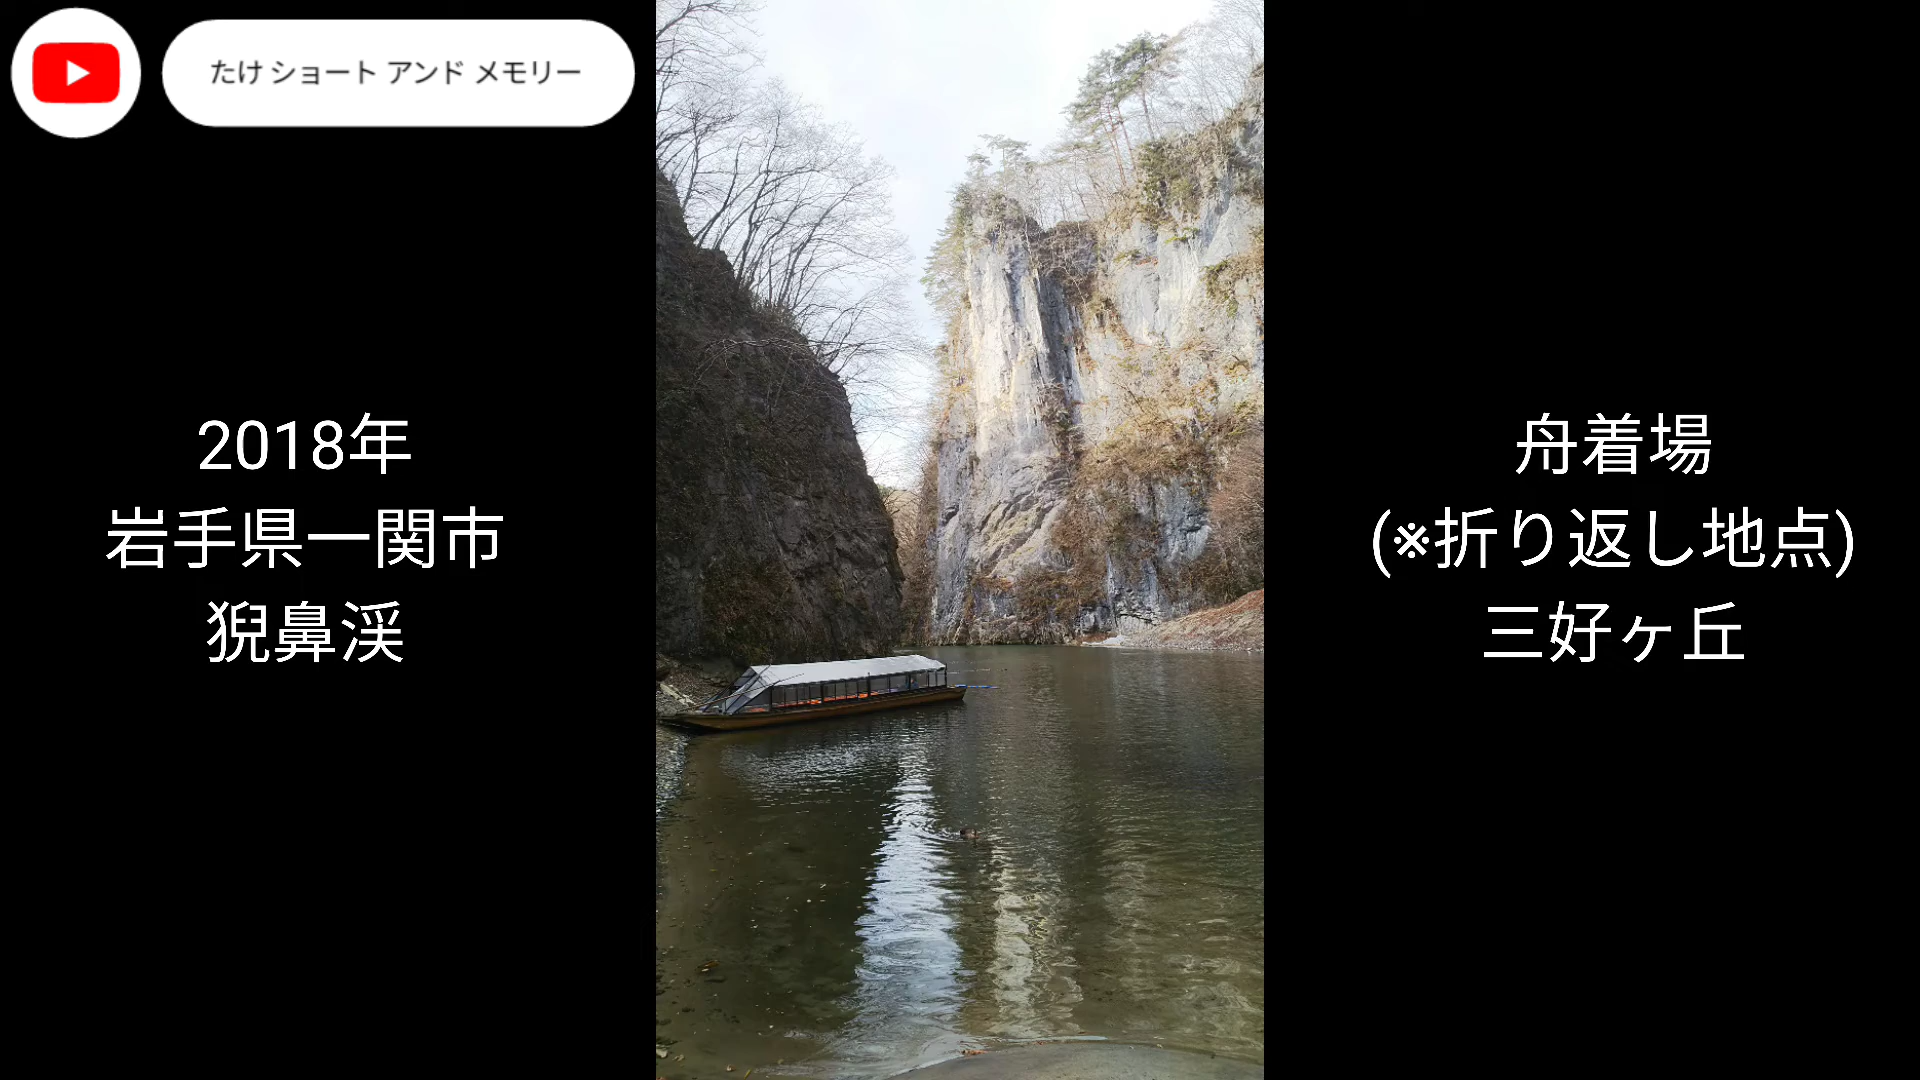 たけ ショート アンド メモリー
2018年
岩手県一関市
猊鼻渓
舟着場
(※折り返し地点)
三好ヶ丘